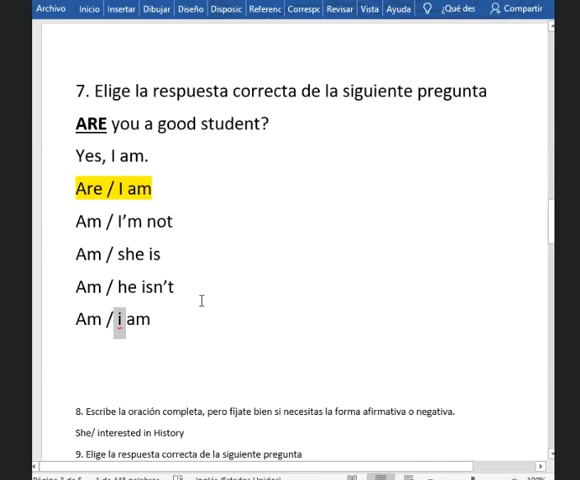 Archivo Inicio Insertar Dibujar Diseño Disposic Referenc Correspo Revisar Vista Ayuda ¿Qué des Compartir
7. Elige la respuesta correcta de la siguiente pregunta
ARE you a good student?
Yes, I am.
Are / I am
Am / I'm not
Am / she is
Am / he isn't
Am / i am
8. Escribe la oración completa, pero fíjate bien si necesitas la forma afirmativa o negativa.
She/ interested in History
9. Elige la respuesta correcta de la siguiente pregunta